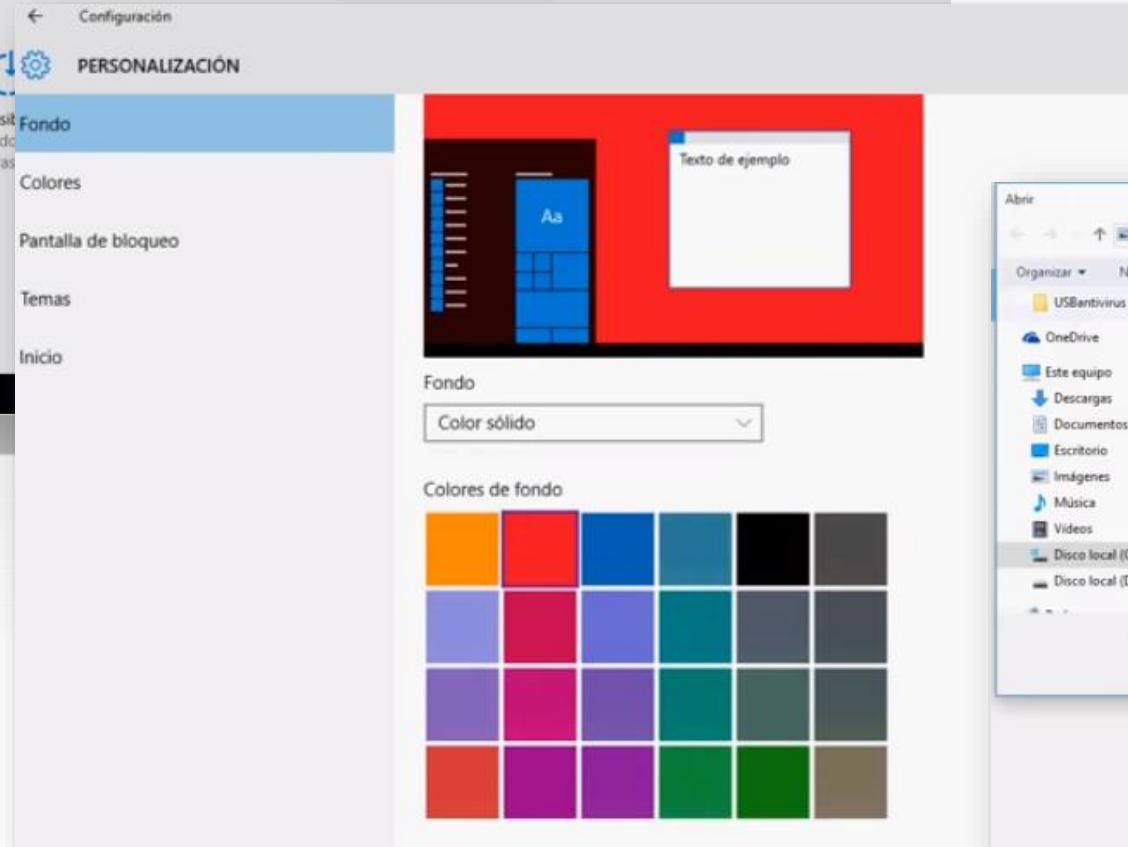 Configuración
PERSONALIZACIÓN
Fondo
Colores
Pantalla de bloqueo
Temas
Inicio
Texto de ejemplo
Aa
Fondo
Color sólido
Colores de fondo
Abrir
Organizar
USBantivirus
OneDrive
Este equipo
Descargas
Documentos
Escritorio
Imágenes
Música
Vídeos
Disco local (
Disco local (